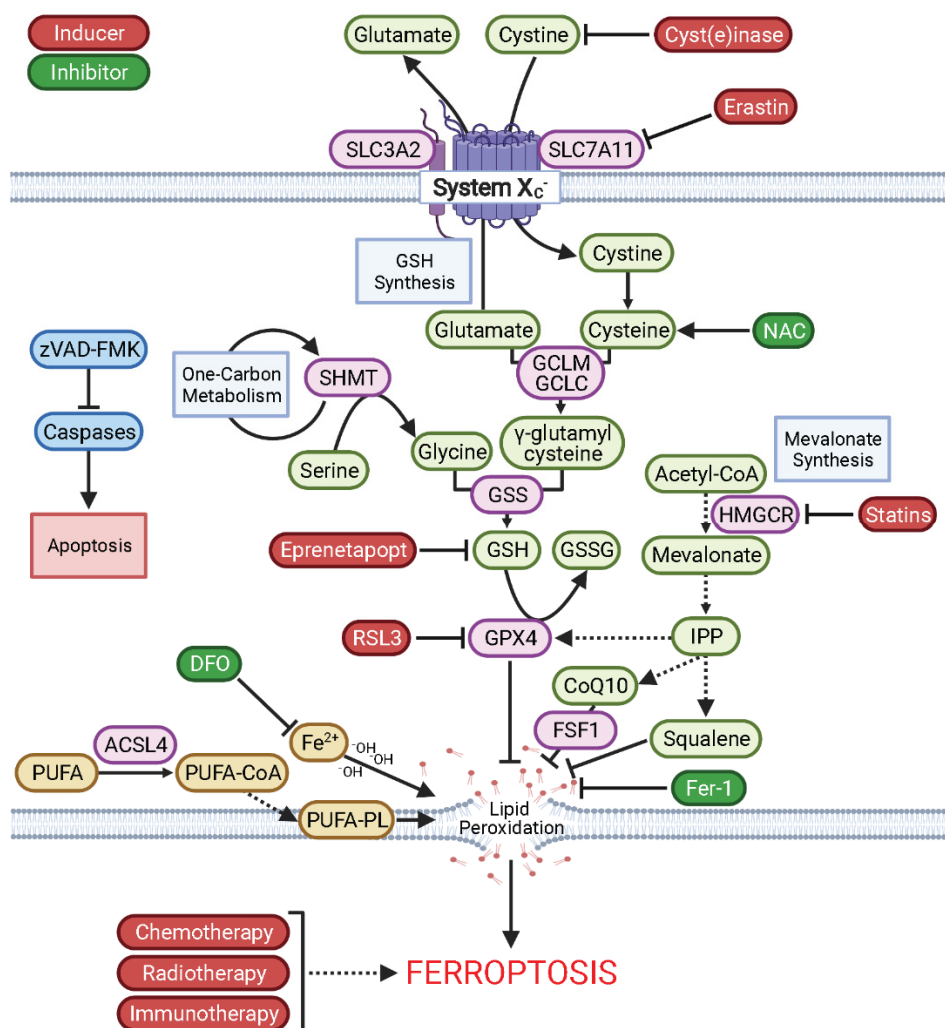 Inducer
Inhibitor
Glutamate
Cystine
Cyst(e)inase
Erastin
SLC3A2
SLC7A11
System Xc-
GSH
Synthesis
Cystine
Glutamate
Cysteine
NAC
zVAD-FMK
One-Carbon
Metabolism
SHMT
GCLM
GCLC
Caspases
Serine
Glycine
γ-glutamyl
cysteine
Mevalonate
Synthesis
Acetyl-CoA
GSS
HMGCR
Statins
Apoptosis
Eprenetapopt
GSH
GSSG
Mevalonate
RSL3
GPX4
IPP
DFO
CoQ10
ACSL4
Fe2+
-OH
-OH
-OH
FSF1
Squalene
PUFA
PUFA-CoA
Fer-1
PUFA-PL
Lipid
Peroxidation
Chemotherapy
Radiotherapy
Immunotherapy
FERROPTOSIS